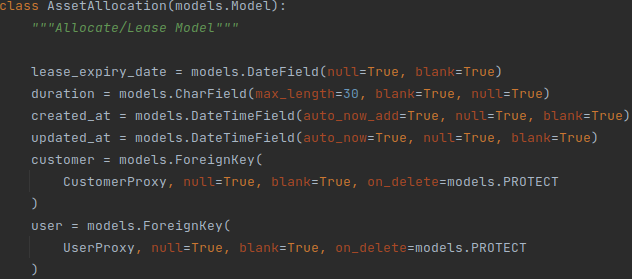 class AssetAllocation(models.Model):
    """Allocate/Lease Model"""
    lease_expiry_date = models.DateField(null=True, blank=True)
    duration = models.CharField(max_length=30, blank=True, null=True)
    created_at = models.DateTimeField(auto_now_add=True, null=True, blank=True)
    updated_at = models.DateTimeField(auto_now=True, null=True, blank=True)
    customer = models.ForeignKey(
        CustomerProxy, null=True, blank=True, on_delete=models.PROTECT
    )
    user = models.ForeignKey(
        UserProxy, null=True, blank=True, on_delete=models.PROTECT
    )